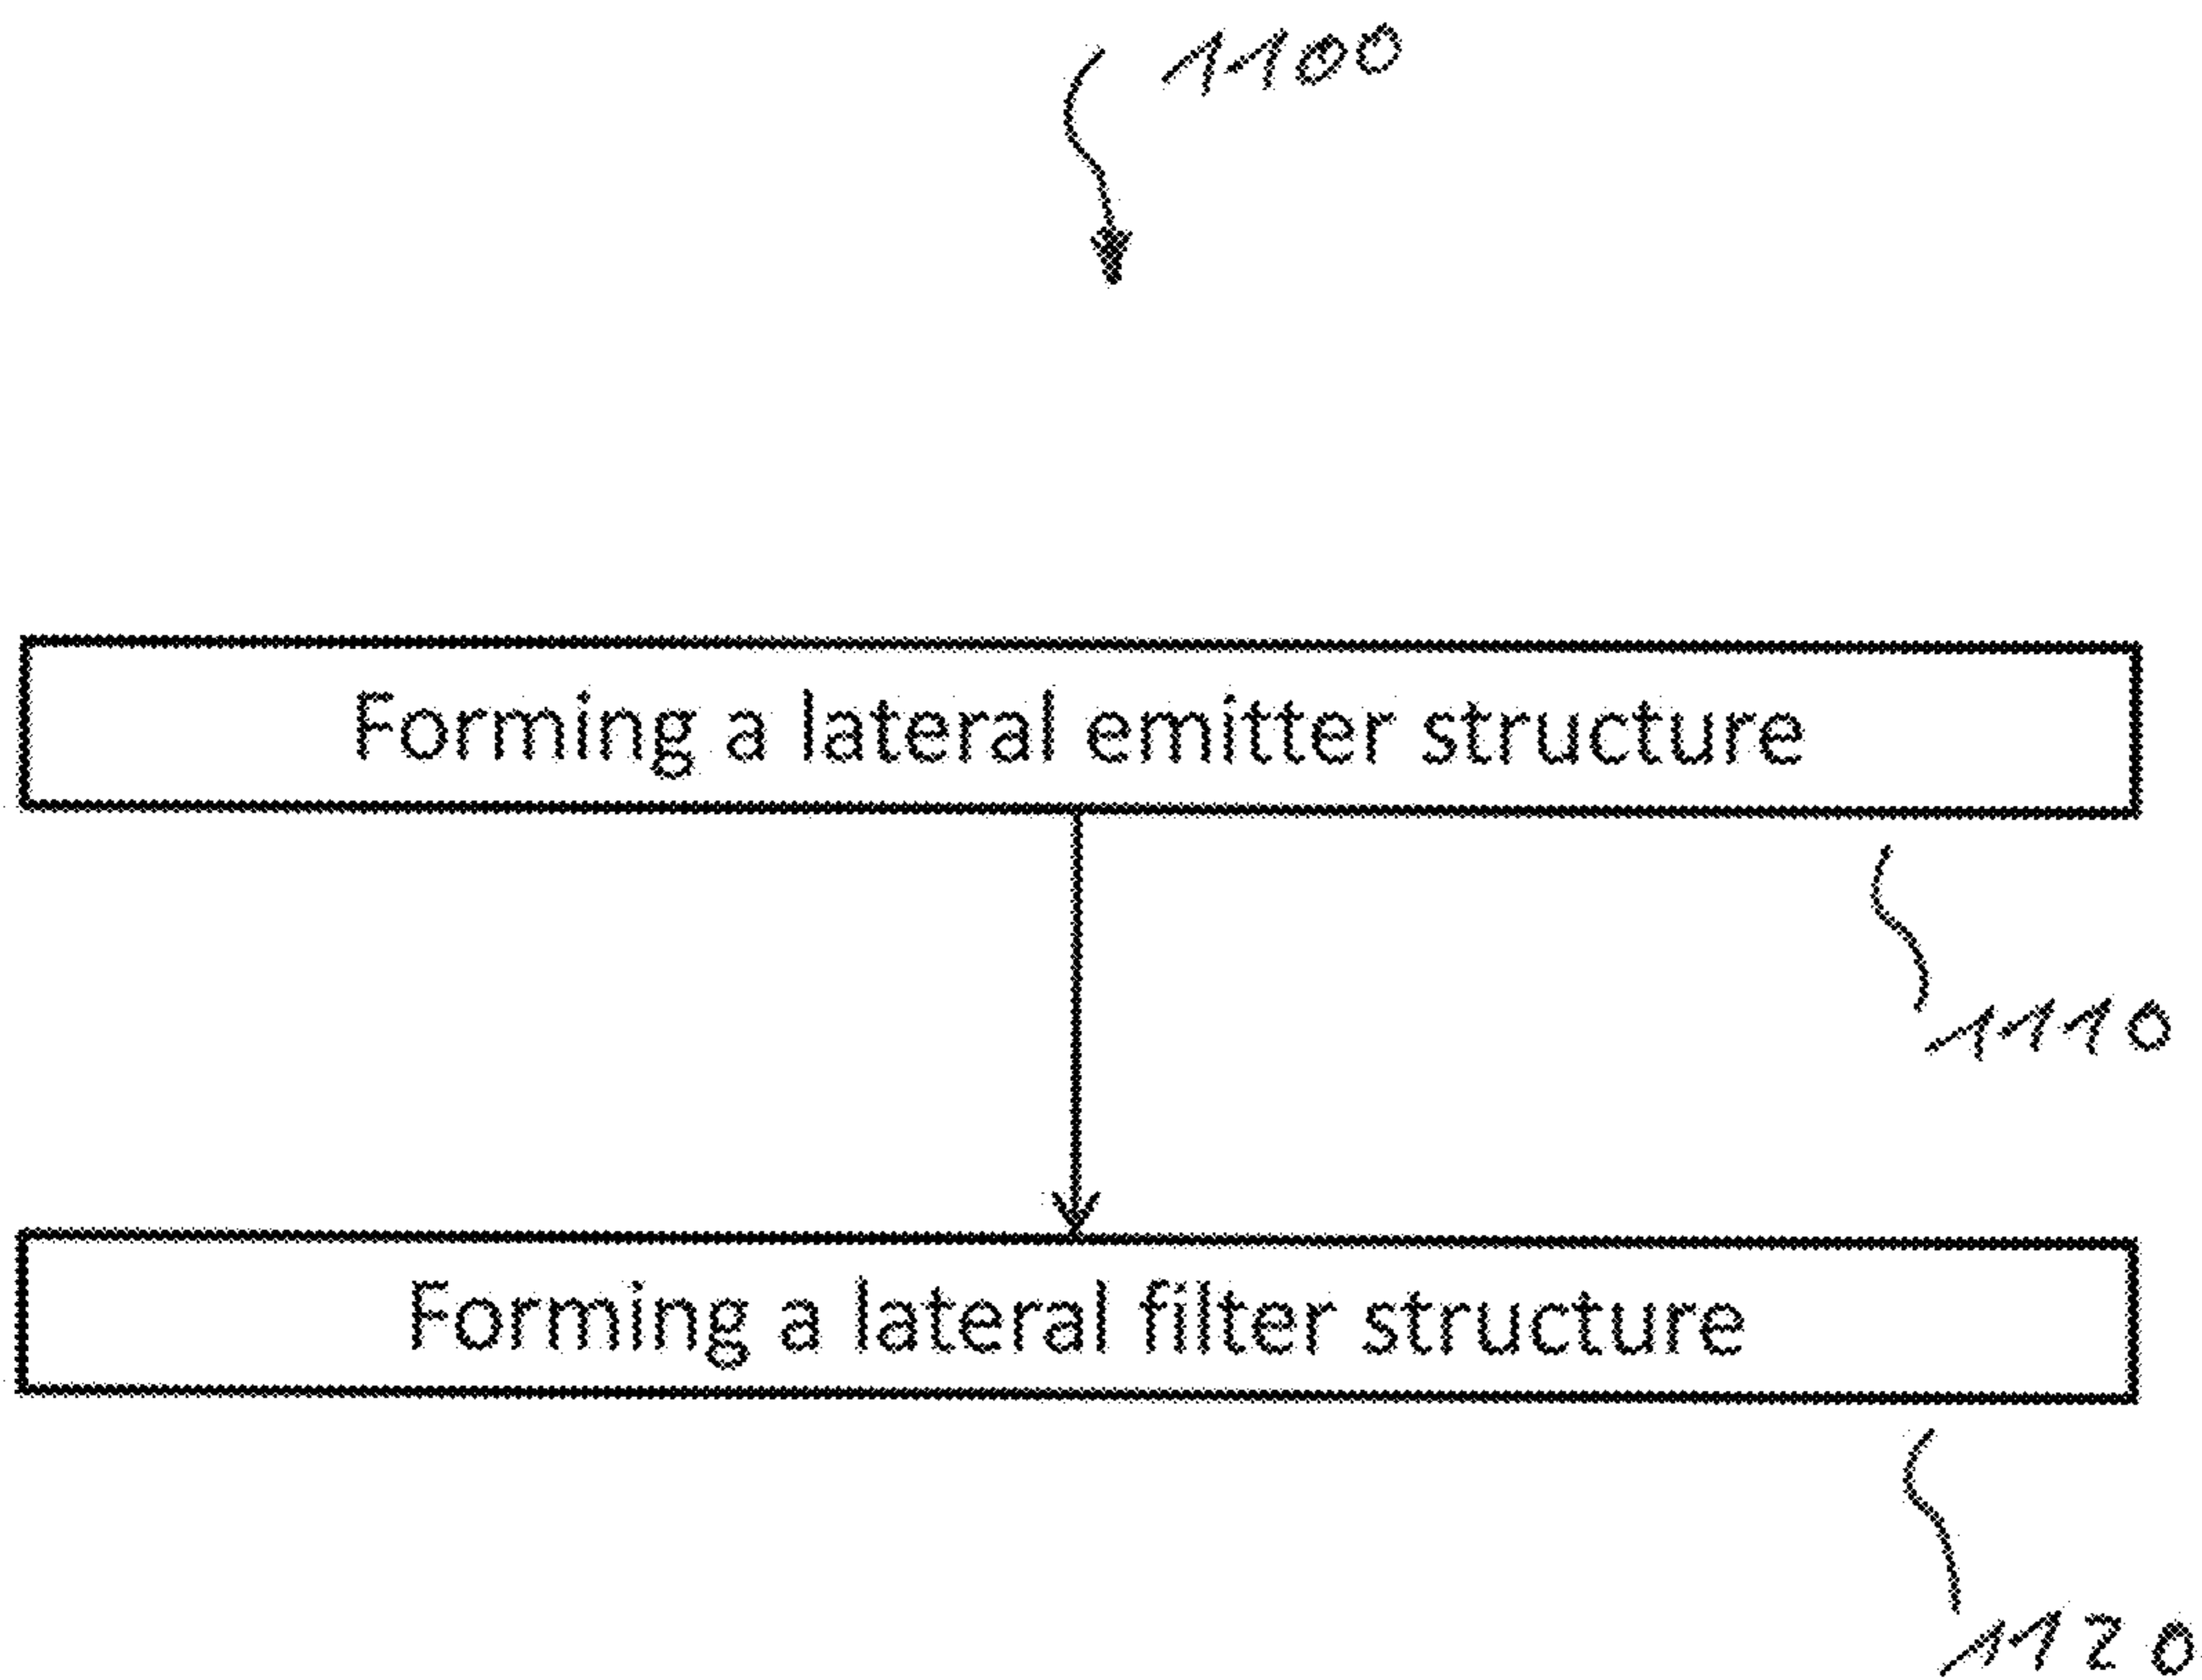 1100
Forming a lateral emitter structure
1110
Forming a lateral filter structure
1120